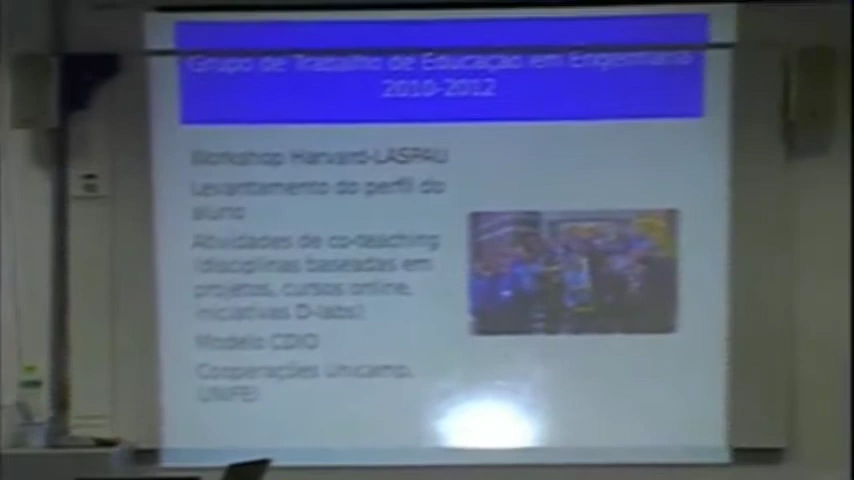 Grupo de Trabalho de Educação em Engenharia
2010-2012
Workshop Harvard-LASPAU
Levantamento do perfil do
aluno
Atividades de co-teaching
(disciplinas baseadas em
projetos, cursos online,
iniciativas D-labs)
Modelo CDIO
Cooperações Unicamp,
UNIFEI